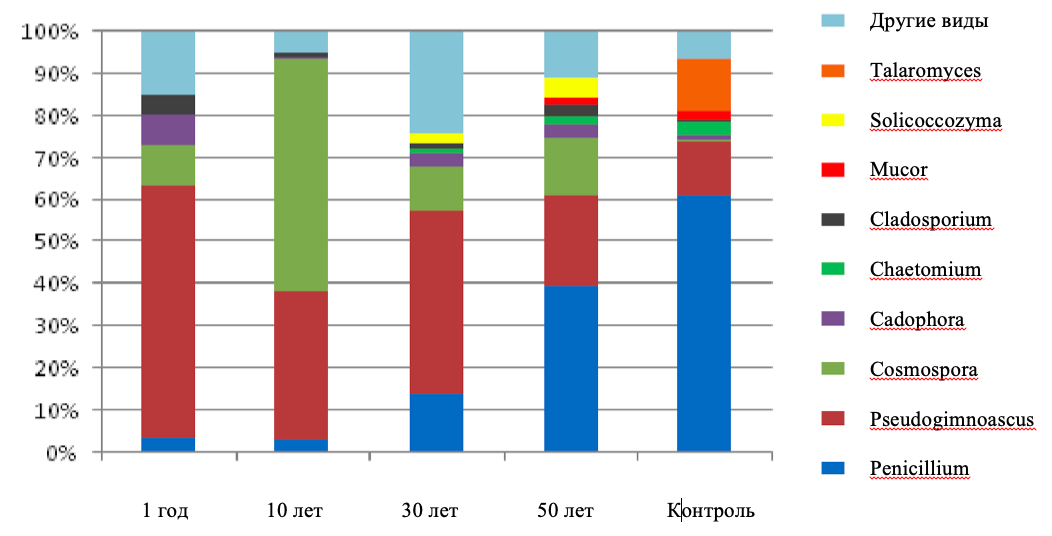 100%
90%
80%
70%
60%
50%
40%
30%
20%
10%
0%
1 год
10 лет
30 лет
50 лет
Контроль
Другие виды
Talaromyces
Solicoccozyma
Mucor
Cladosporium
Chaetomium
Cadophora
Cosmospora
Pseudogimnoascus
Penicillium